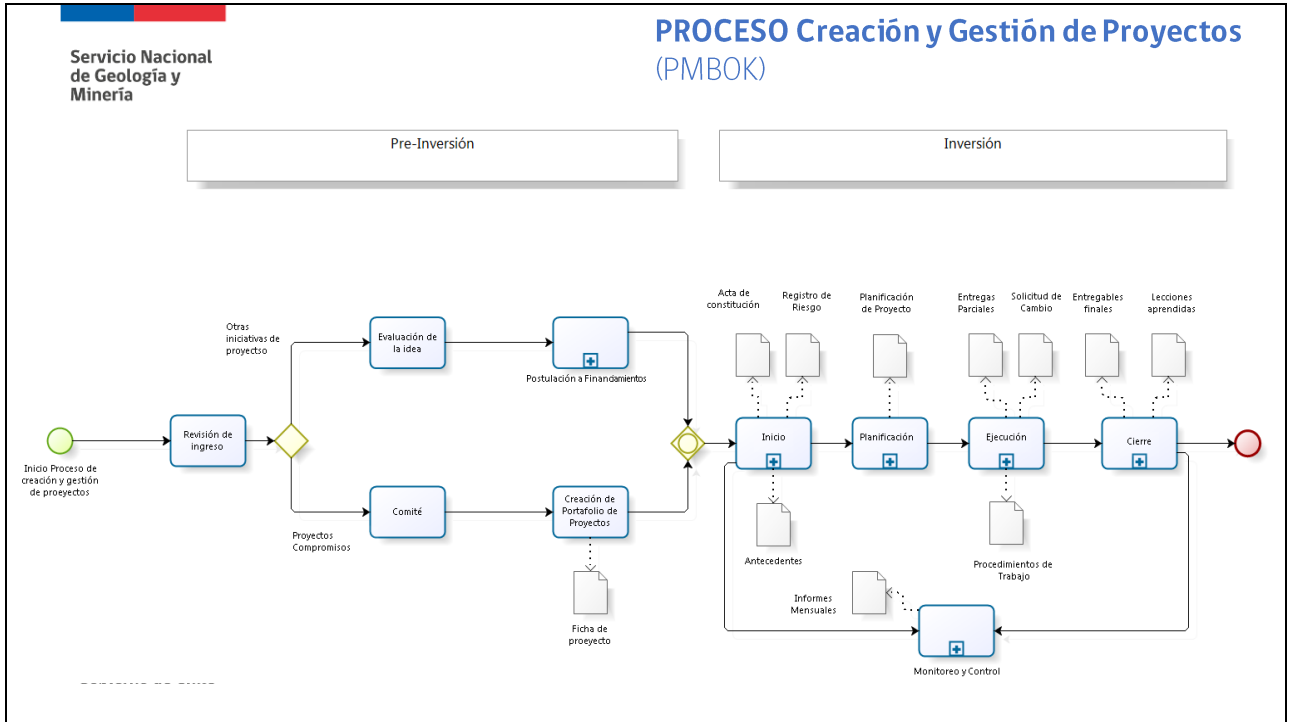 PROCESO Creación y Gestión de Proyectos
(PMBOK)
Servicio Nacional
de Geología y
Minería
Pre-Inversión
Inversión
Otras
iniciativas de
proyectso
Evaluación de
la idea
Postulación a Financiamientos
Acta de
constitución
Registro de
Riesgo
Planificación
de Proyecto
Entregas
Parciales
Solicitud de
Cambio
Entregables
finales
Lecciones
aprendidas
Revisión de
ingreso
Inicio Proceso de
creación y gestión
de proeyectos
Inicio
Planificación
Ejecución
Cierre
Comité
Proyectos
Compromisos
Creación de
Portafolio de
Proyectos
Ficha de
proeyecto
Antecedentes
Procedimientos de
Trabajo
Informes
Mensuales
Monitoreo y Control